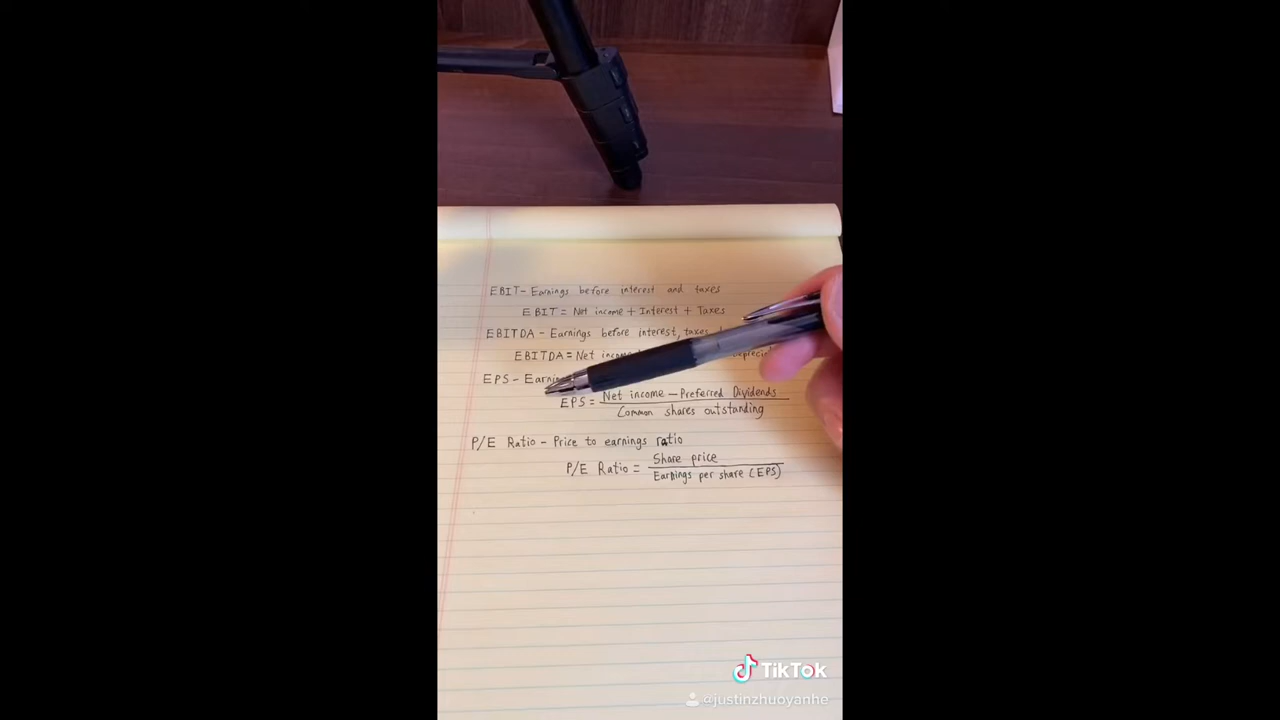 EBIT- Earnings before interest and taxes
EBIT = Net income + Interest + Taxes
EBITDA - Earnings before interest, taxes,
EBITDA = Net
EPS - Earnin
EPS = Net income - Preferred Dividends
Common shares outstanding
P/E Ratio - Price to earnings ratio
P/E Ratio = Share price
Earnings per share (EPS)
TikTok
@justinzhuoyanhe